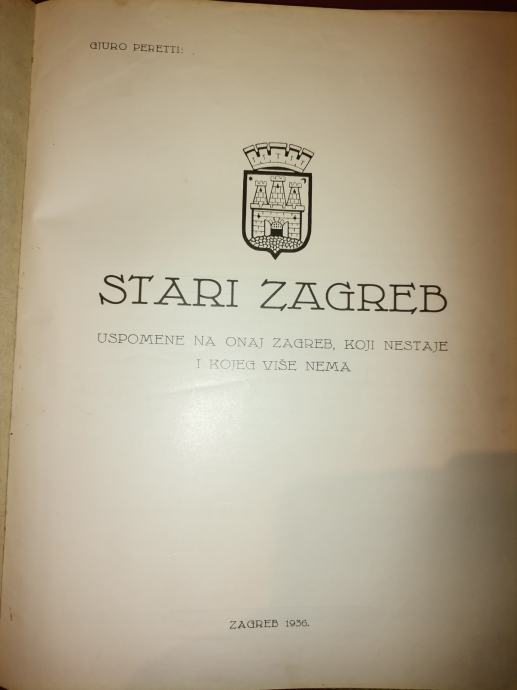 GJURO PERETTI:
STARI ZAGREB
USPOMENE NA ONAJ ZAGREB, KOJI NESTAJE
I KOJEG VIŠE NEMA
ZAGREB 1936.